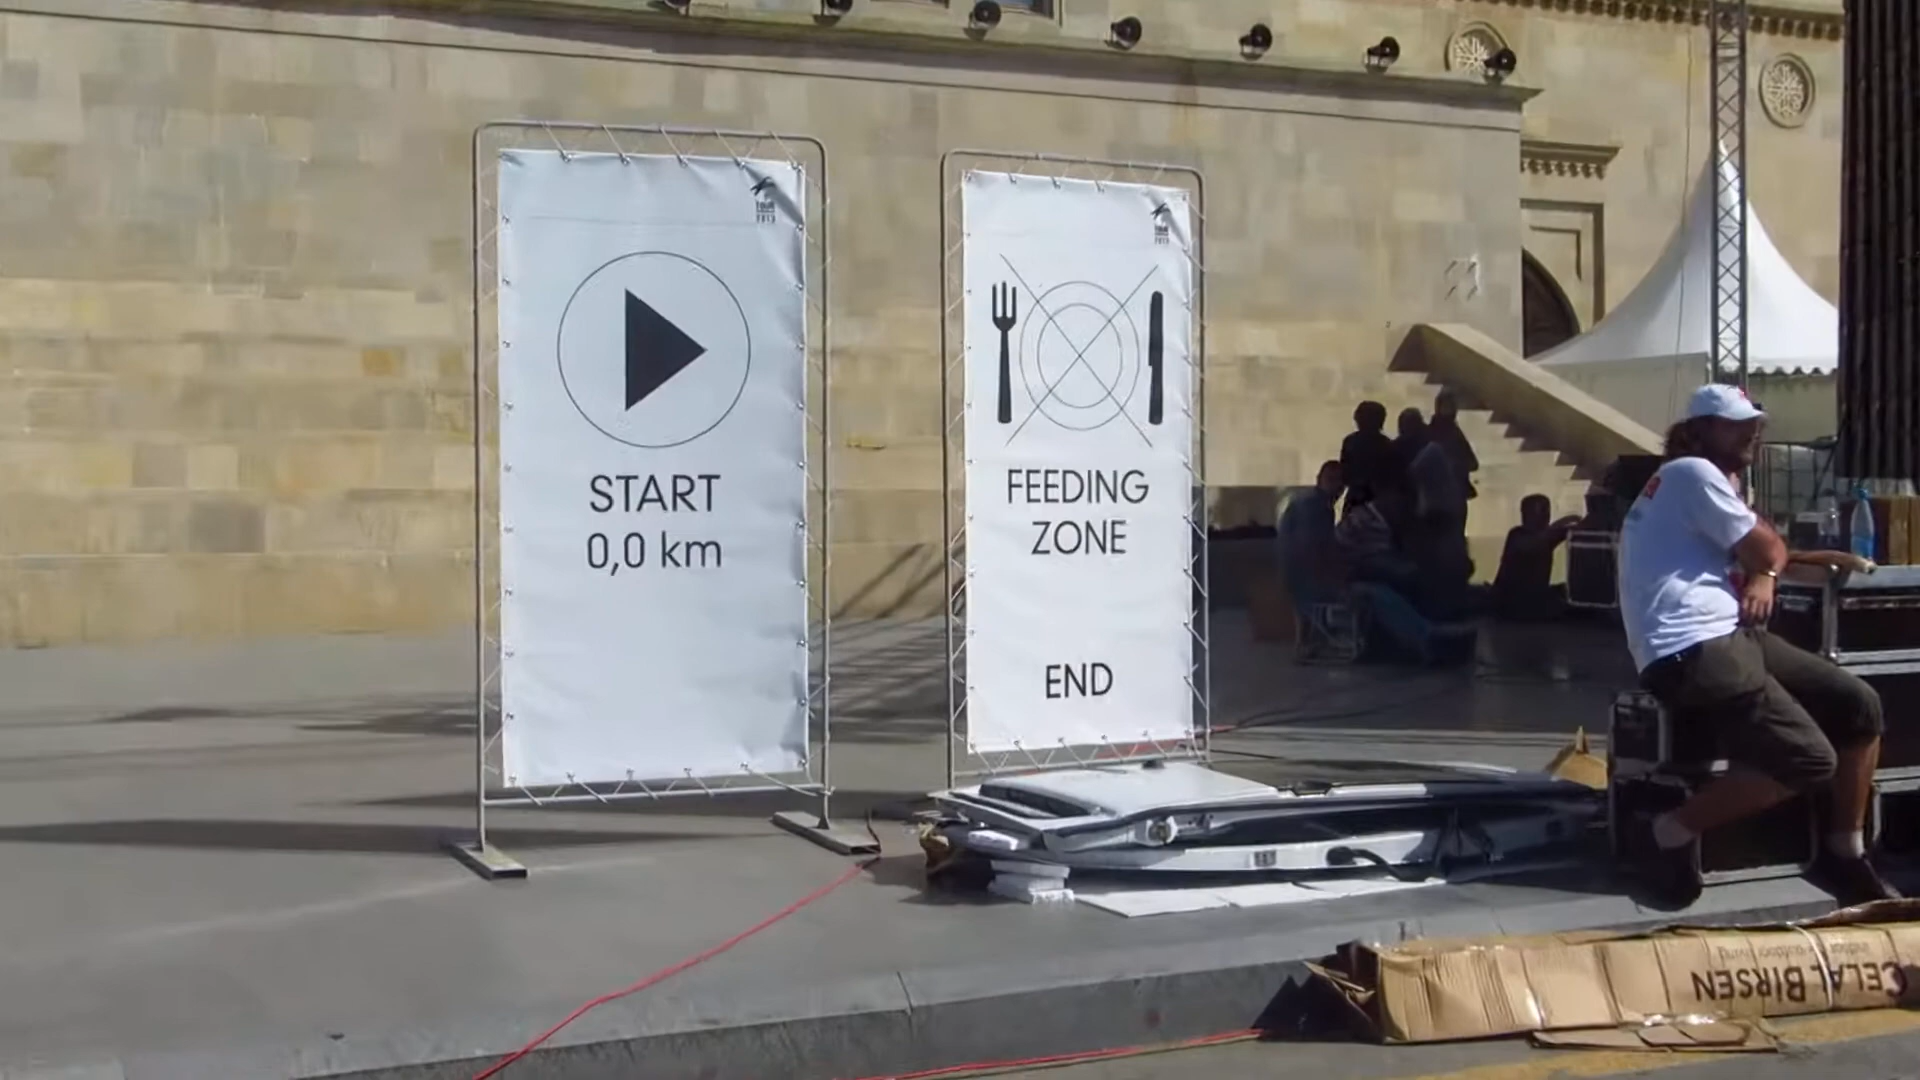 START
0,0 km
FEEDING
ZONE
END
CELAL BIRSEN